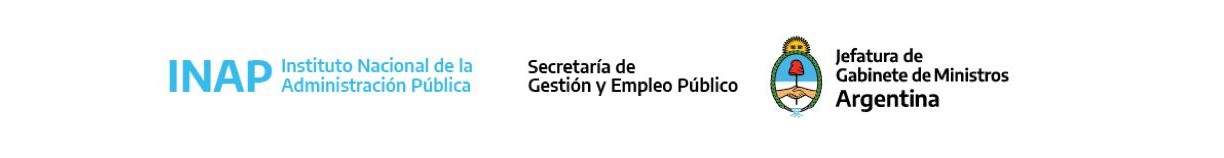 INAP
Instituto Nacional de la
Administración Pública
Secretaría de
Gestión y Empleo Público
Jefatura de
Gabinete de Ministros
Argentina